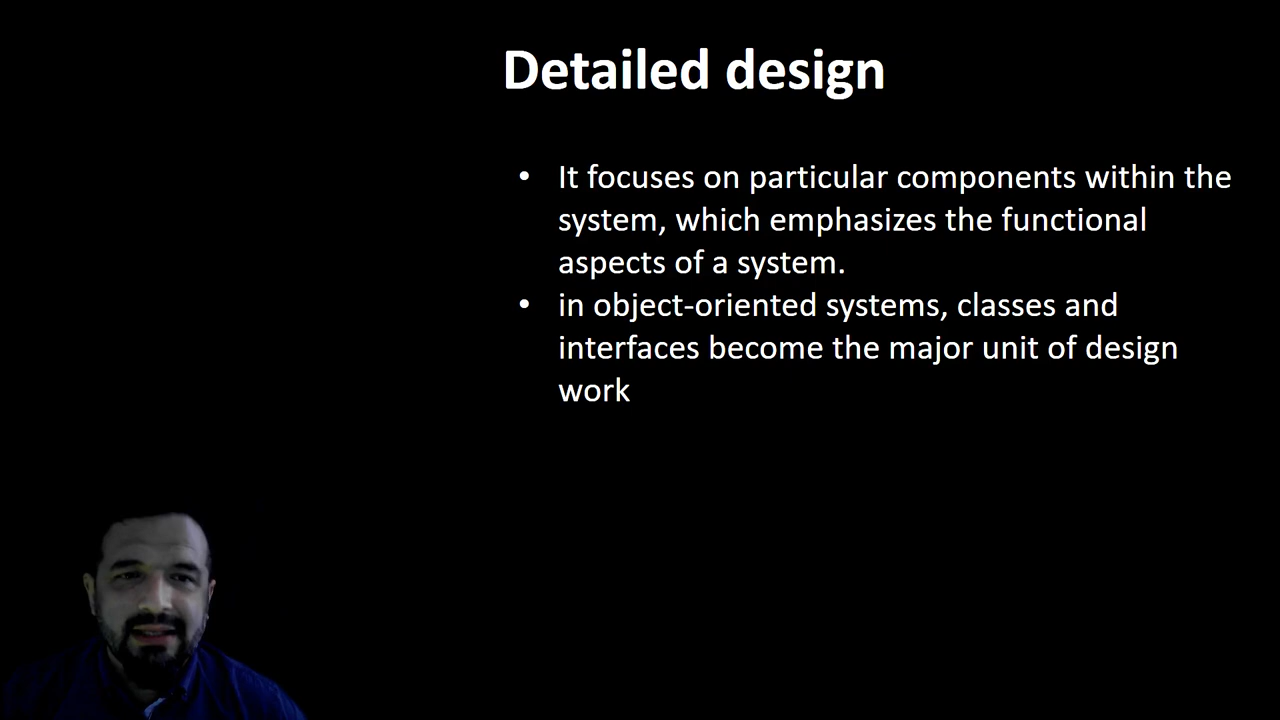 Detailed design
• It focuses on particular components within the
system, which emphasizes the functional
aspects of a system.
• in object-oriented systems, classes and
interfaces become the major unit of design
work